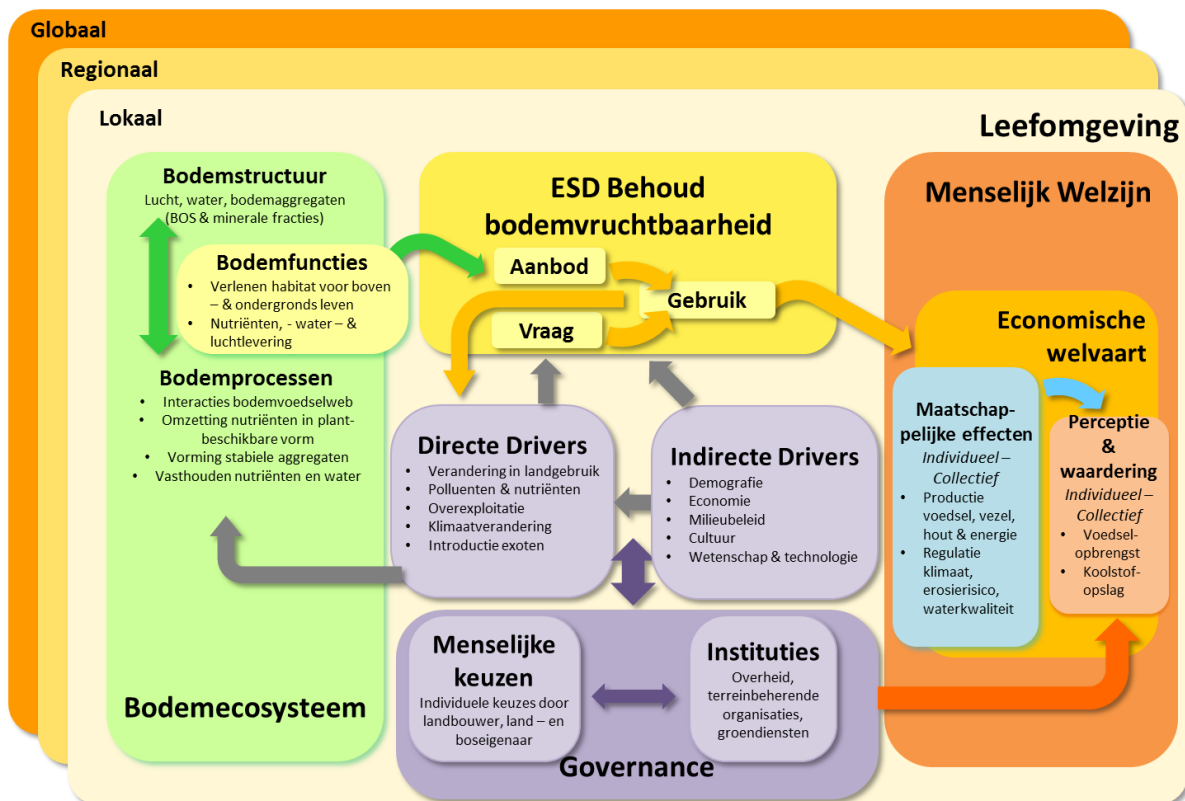 Globaal
Regionaal
Lokaal
Leefomgeving
Bodemstructuur
Lucht, water, bodemaggregaten
(BOS & minerale fracties)
Bodemfuncties
• Verlenen habitat voor boven
– & ondergronds leven
• Nutriënten, - water – &
luchtlevering
Bodemprocessen
• Interacties bodemvoedselweb
• Omzetting nutriënten in plant-
beschikbare vorm
• Vorming stabiele aggregaten
• Vasthouden nutriënten en water
Bodemecosysteem
ESD Behoud
bodemvruchtbaarheid
Aanbod
Gebruik
Vraag
Directe Drivers
• Verandering in landgebruik
• Polluenten & nutriënten
• Overexploitatie
• Klimaatverandering
• Introductie exoten
Indirecte Drivers
• Demografie
• Economie
• Milieubeleid
• Cultuur
• Wetenschap & technologie
Menselijke
keuzen
Individuele keuzes door
landbouwer, land – en
boseigenaar
Instituties
Overheid,
terreinbeherende
organisaties,
groendiensten
Governance
Menselijk Welzijn
Economische
welvaart
Maatschap-
pelijke effecten
Individueel –
Collectief
• Productie
voedsel, vezel,
hout & energie
• Regulatie
klimaat,
erosierisico,
waterkwaliteit
Perceptie
&
waardering
Individueel –
Collectief
• Voedsel-
opbrengst
• Koolstof-
opslag